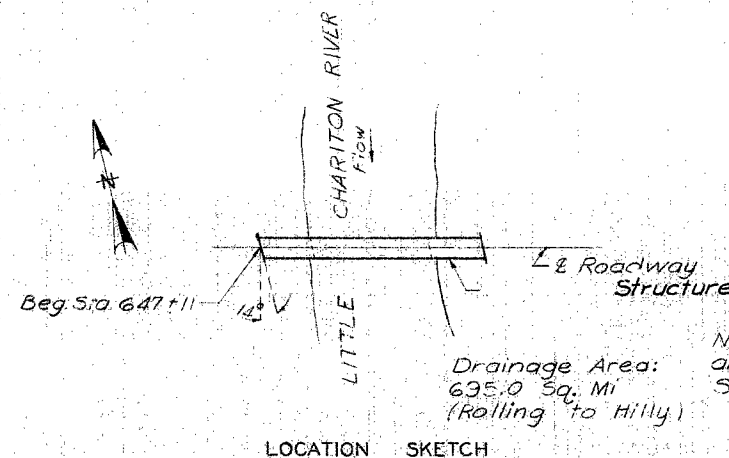 LITTLE CHARITON RIVER
Flow
N
Beg. Sta. 647+11
14°
℄ Roadway
Structure
Drainage Area:
695.0 Sq. Mi
(Rolling to Hilly)
LOCATION SKETCH